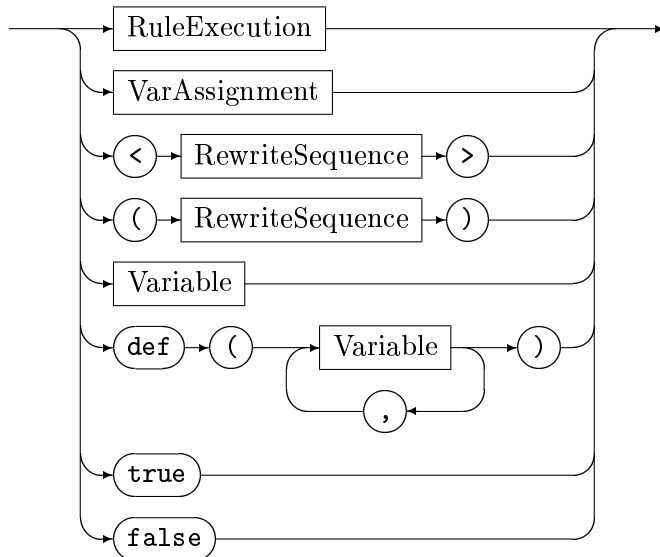 RuleExecution
VarAssignment
< RewriteSequence >
( RewriteSequence )
Variable
def ( Variable )
,
true
false